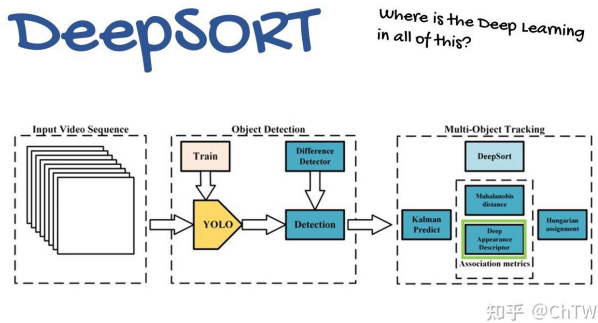 DeepSORT
Where is the Deep Learning
in all of this?
Input Video Sequence
Object Detection
Multi-Object Tracking
Train
Difference
Detector
YOLO
Detection
DeepSort
Kalman
Predict
Mahalanobis
distance
Deep
Appearance
Descriptor
Association metrics
Hungarian
assignment
知乎 @ChTW